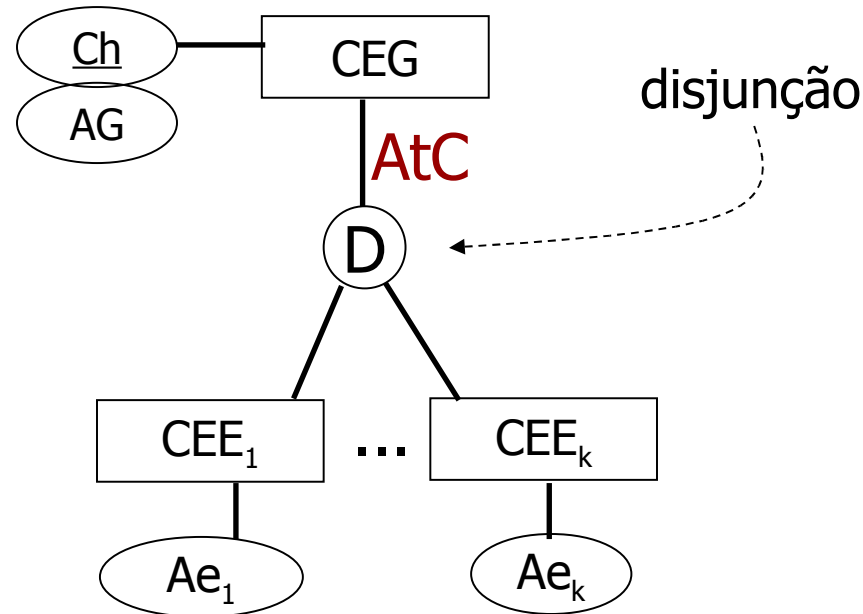 Ch
CEG
disjunção
AG
AtC
D
CEE₁
...
CEEₖ
Ae₁
Aeₖ